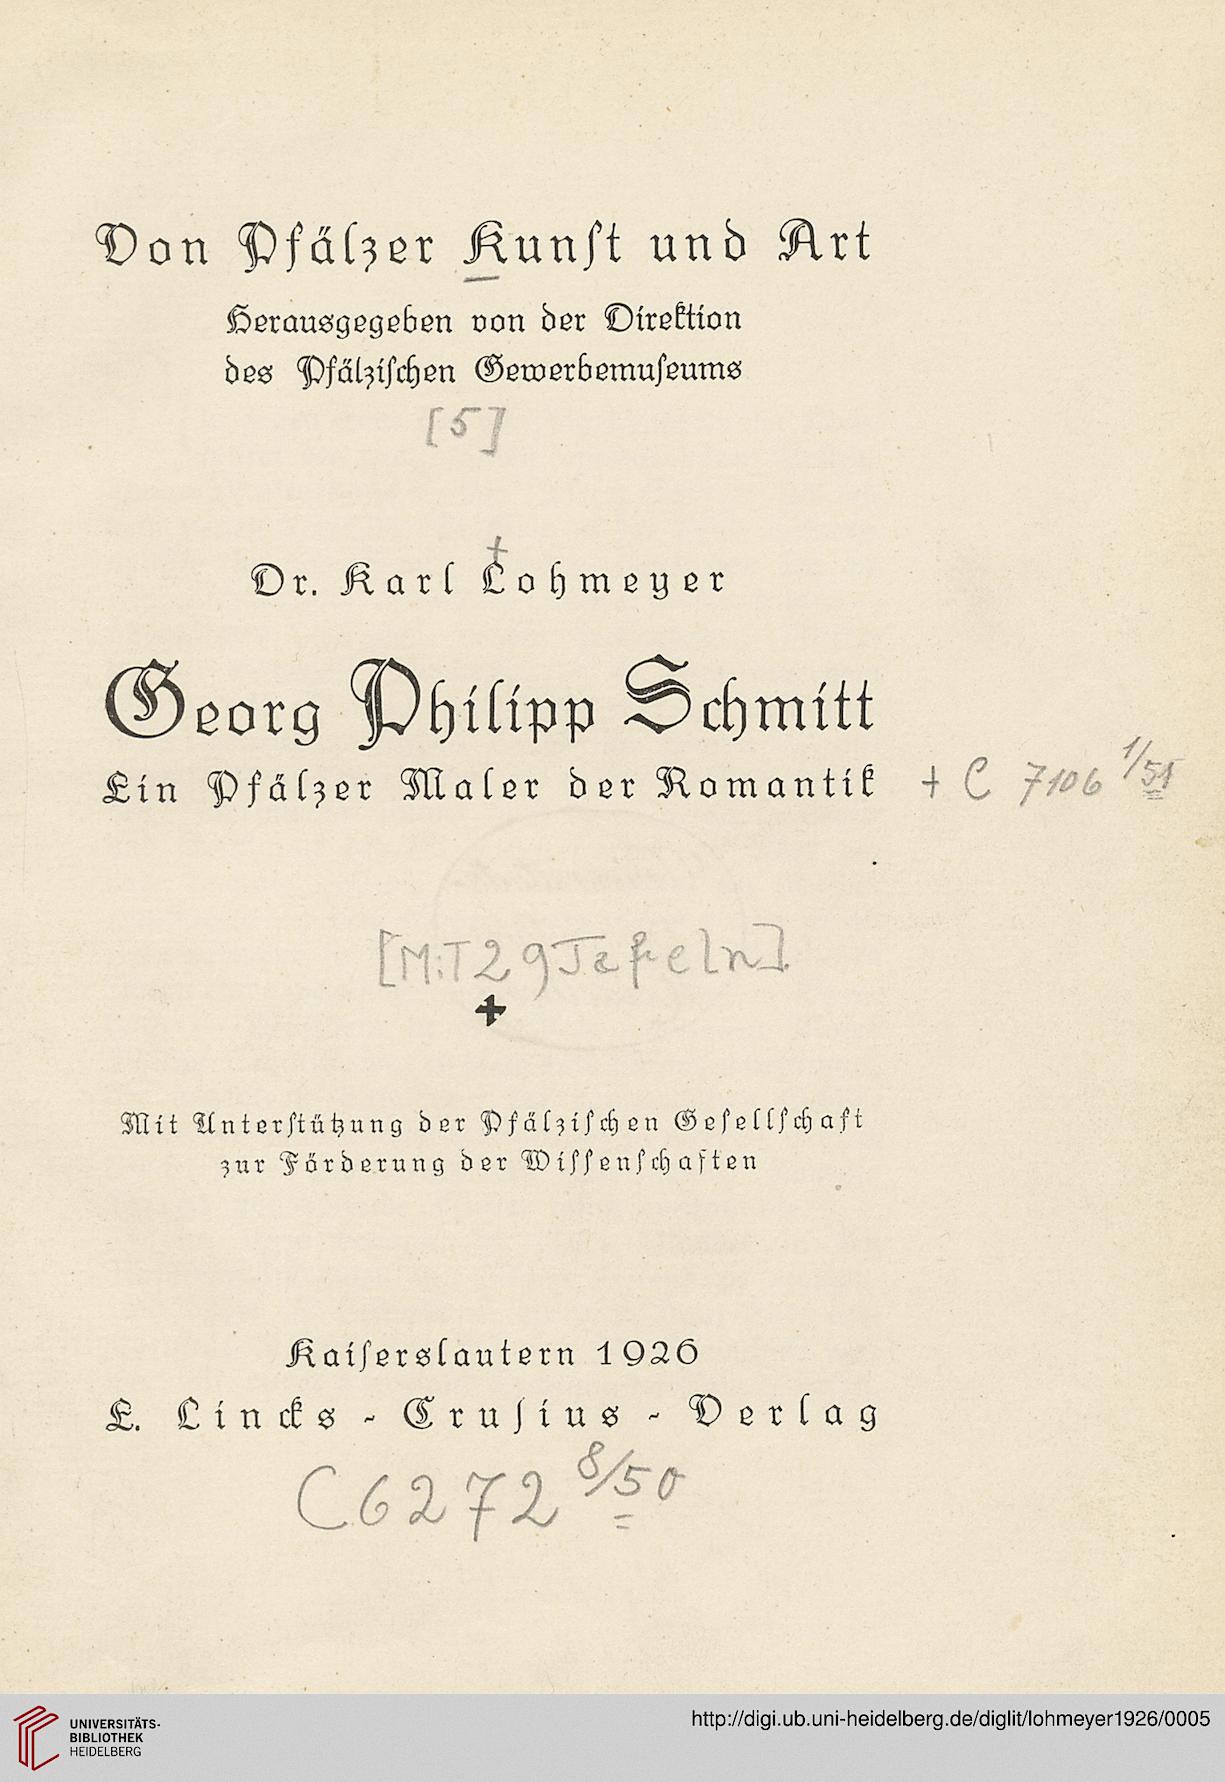 Von Pfälzer Kunſt und Art
Herausgegeben von der Direktion
des Pfälziſchen Gewerbemuſeums
[5]
Dr. Karl Lohmeyer
Georg Philipp Schmitt
Ein Pfälzer Maler der Romantik + C 7106 1/51
[MiT 29 Tafeln]
Mit Unterſtützung der Pfälziſchen Geſellſchaft
zur Förderung der Wiſſenſchaften
Kaiſerslautern 1926
E. Lincks-Cruſius-Verlag
C 6272 8/50
UNIVERSITÄTS-
BIBLIOTHEK
HEIDELBERG
http://digi.ub.uni-heidelberg.de/diglit/lohmeyer1926/0005